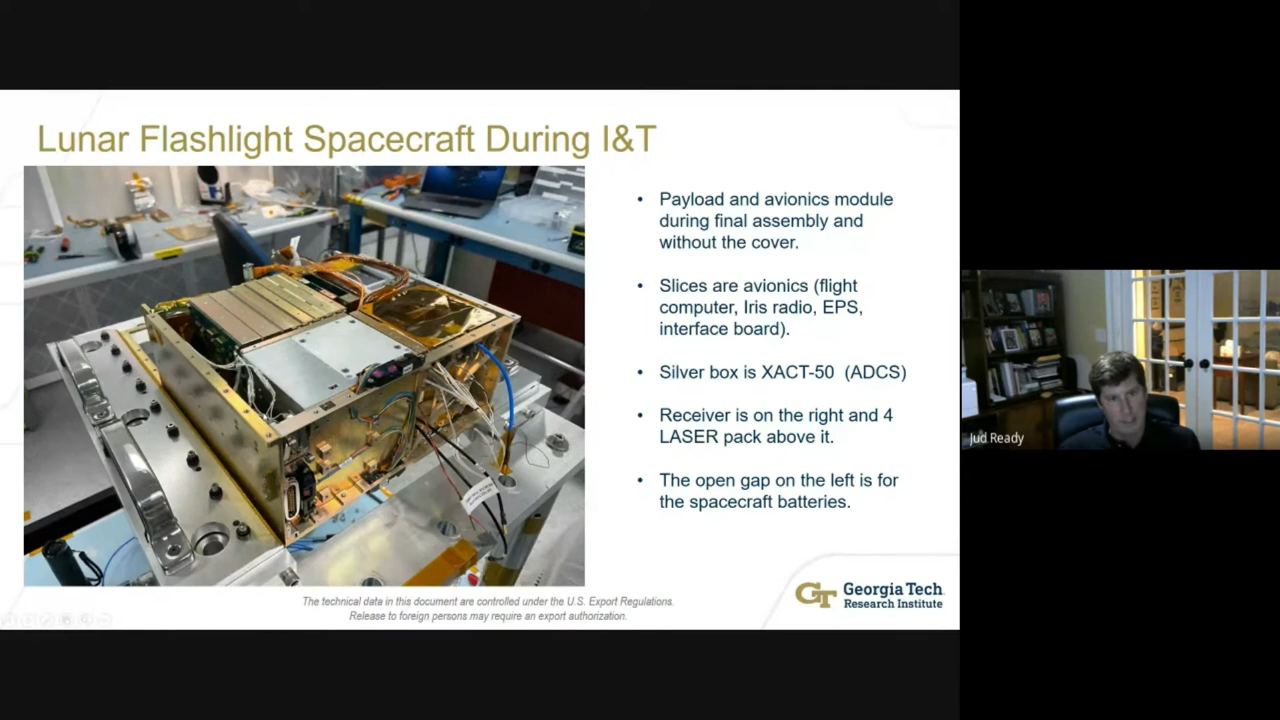 Lunar Flashlight Spacecraft During I&T
• Payload and avionics module
during final assembly and
without the cover.
• Slices are avionics (flight
computer, Iris radio, EPS,
interface board).
• Silver box is XACT-50 (ADCS)
• Receiver is on the right and 4
LASER pack above it.
• The open gap on the left is for
the spacecraft batteries.
The technical data in this document are controlled under the U.S. Export Regulations.
Release to foreign persons may require an export authorization.
GT
Georgia Tech
Research Institute
Jud Ready